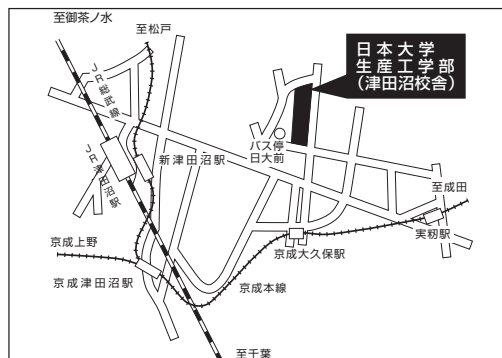 至御茶ノ水
至松戸
日本大学
生産工学部
(津田沼校舎)
JR総武線
バス停
日大前
JR津田沼駅
新津田沼駅
至成田
実籾駅
京成上野
京成大久保駅
京成津田沼駅
京成本線
至千葉